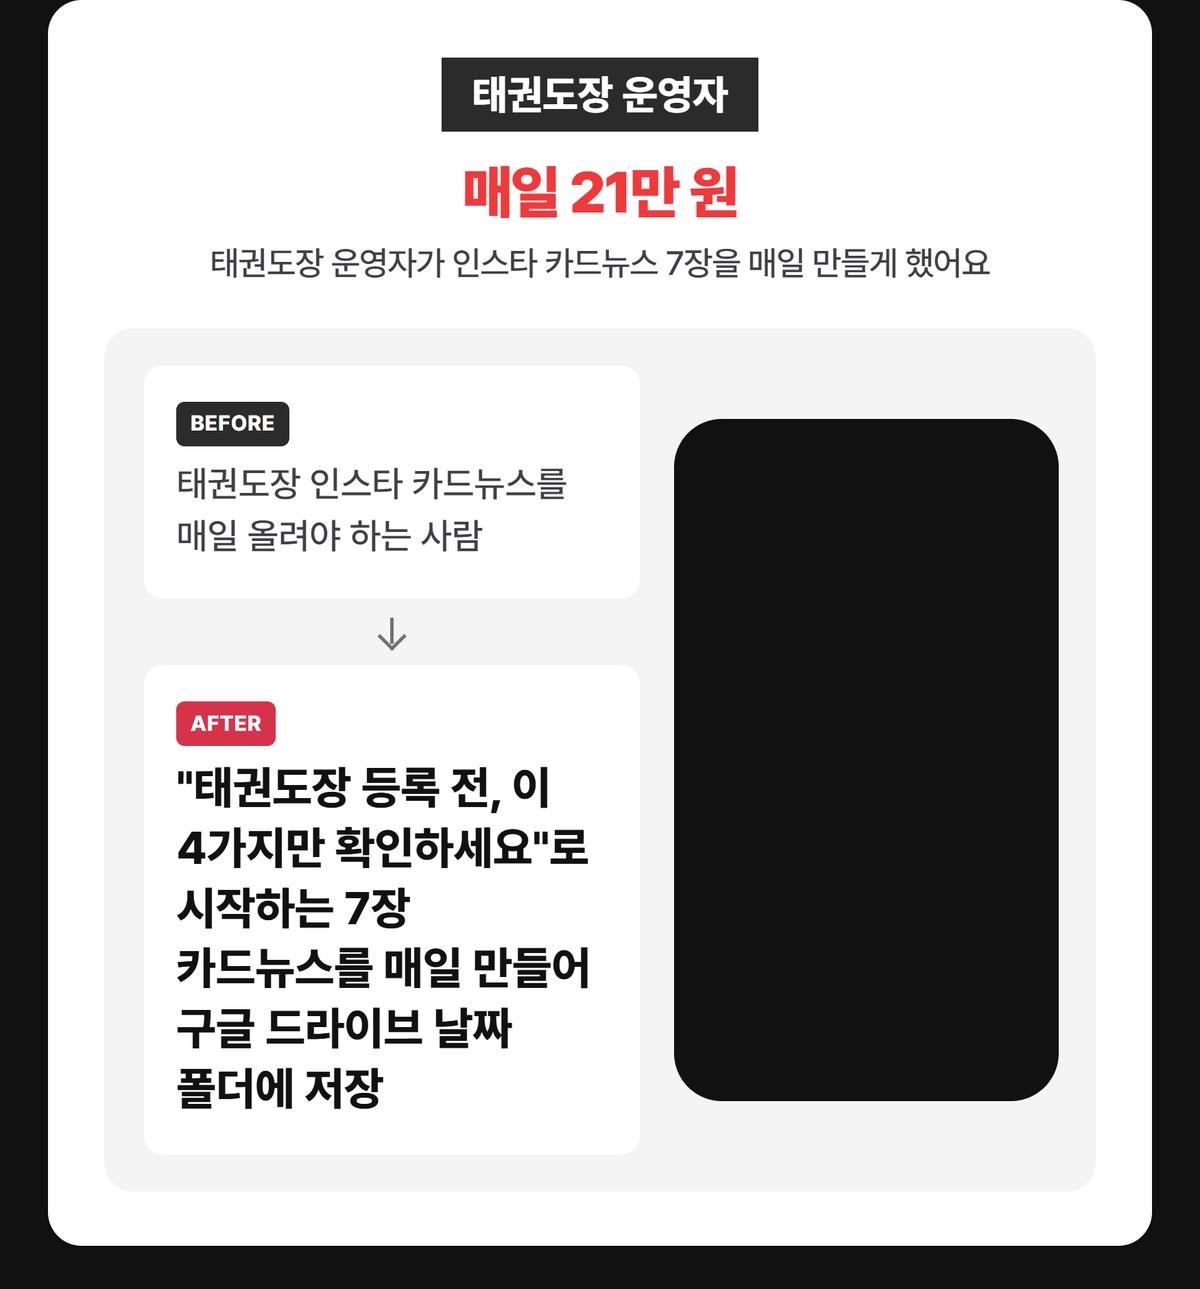 태권도장 운영자
매일 21만 원
태권도장 운영자가 인스타 카드뉴스 7장을 매일 만들게 했어요
BEFORE
태권도장 인스타 카드뉴스를
매일 올려야 하는 사람
↓
AFTER
"태권도장 등록 전, 이
4가지만 확인하세요"로
시작하는 7장
카드뉴스를 매일 만들어
구글 드라이브 날짜
폴더에 저장